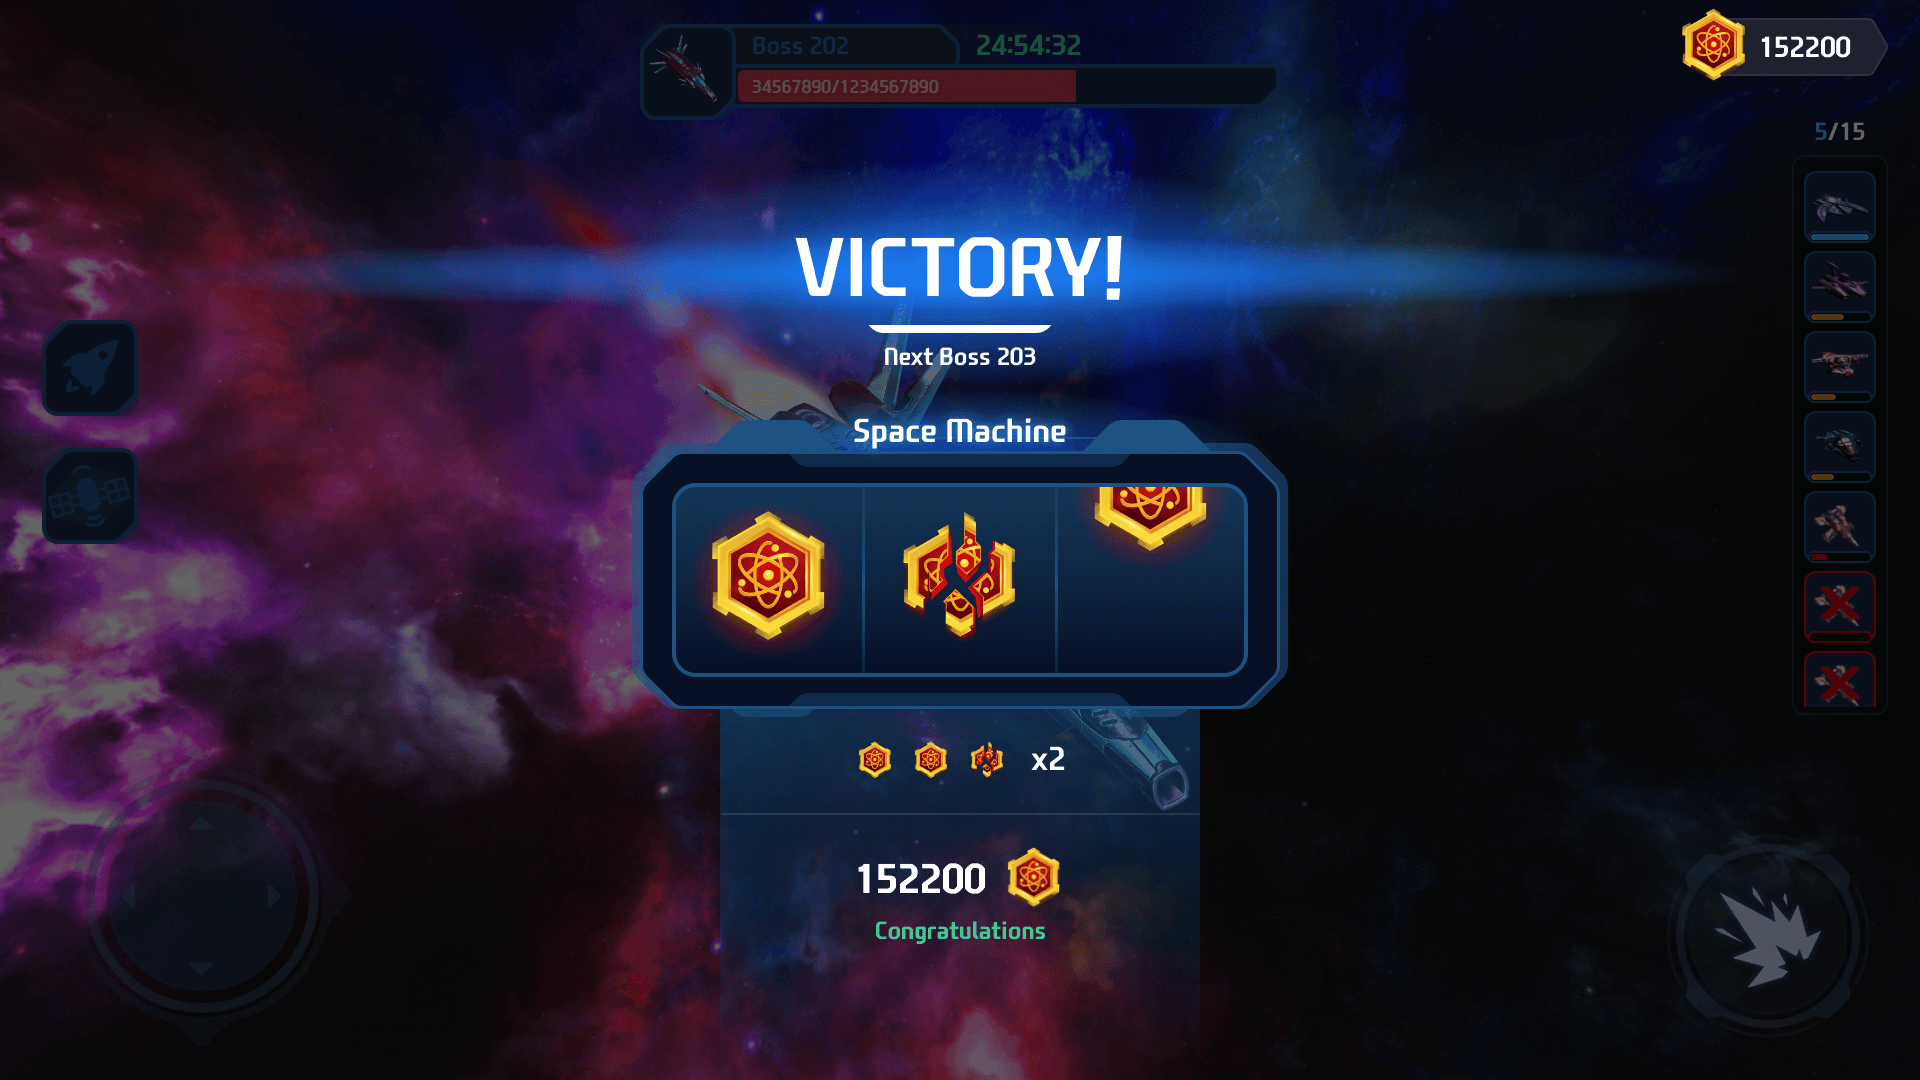 Boss 202
24:54:32
34567890/1234567890
152200
5/15
VICTORY!
Next Boss 203
Space Machine
x2
152200
Congratulations